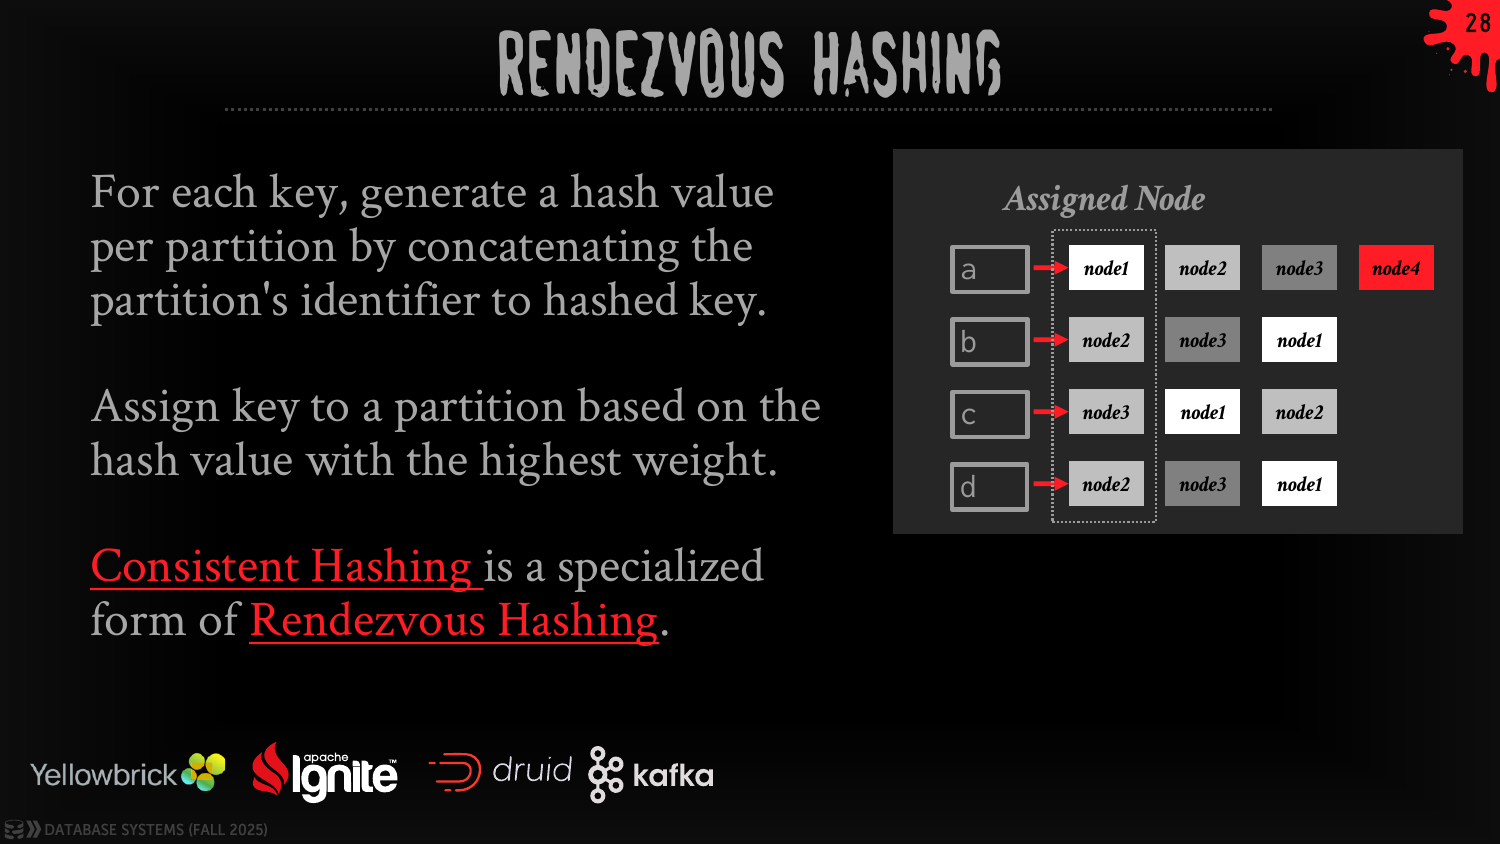 28
RENDEZVOUS HASHING
For each key, generate a hash value
per partition by concatenating the
partition's identifier to hashed key.
Assign key to a partition based on the
hash value with the highest weight.
Consistent Hashing is a specialized
form of Rendezvous Hashing.
Assigned Node
a node1 node2 node3 node4
b node2 node3 node1
c node3 node1 node2
d node2 node3 node1
Yellowbrick
apache
Ignite™
druid
kafka
DATABASE SYSTEMS (FALL 2025)